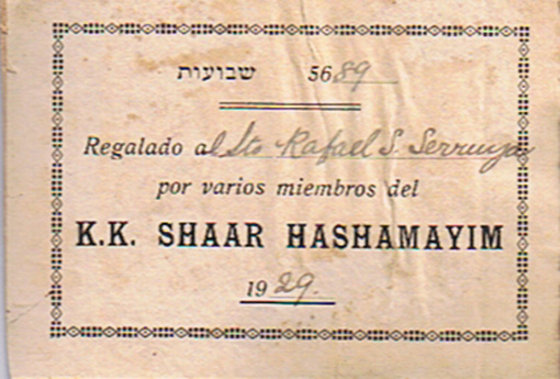 שבועות 5689
Regalado al Sto Rafael S. Serruya
por varios miembros del
K.K. SHAAR HASHAMAYIM
1929.